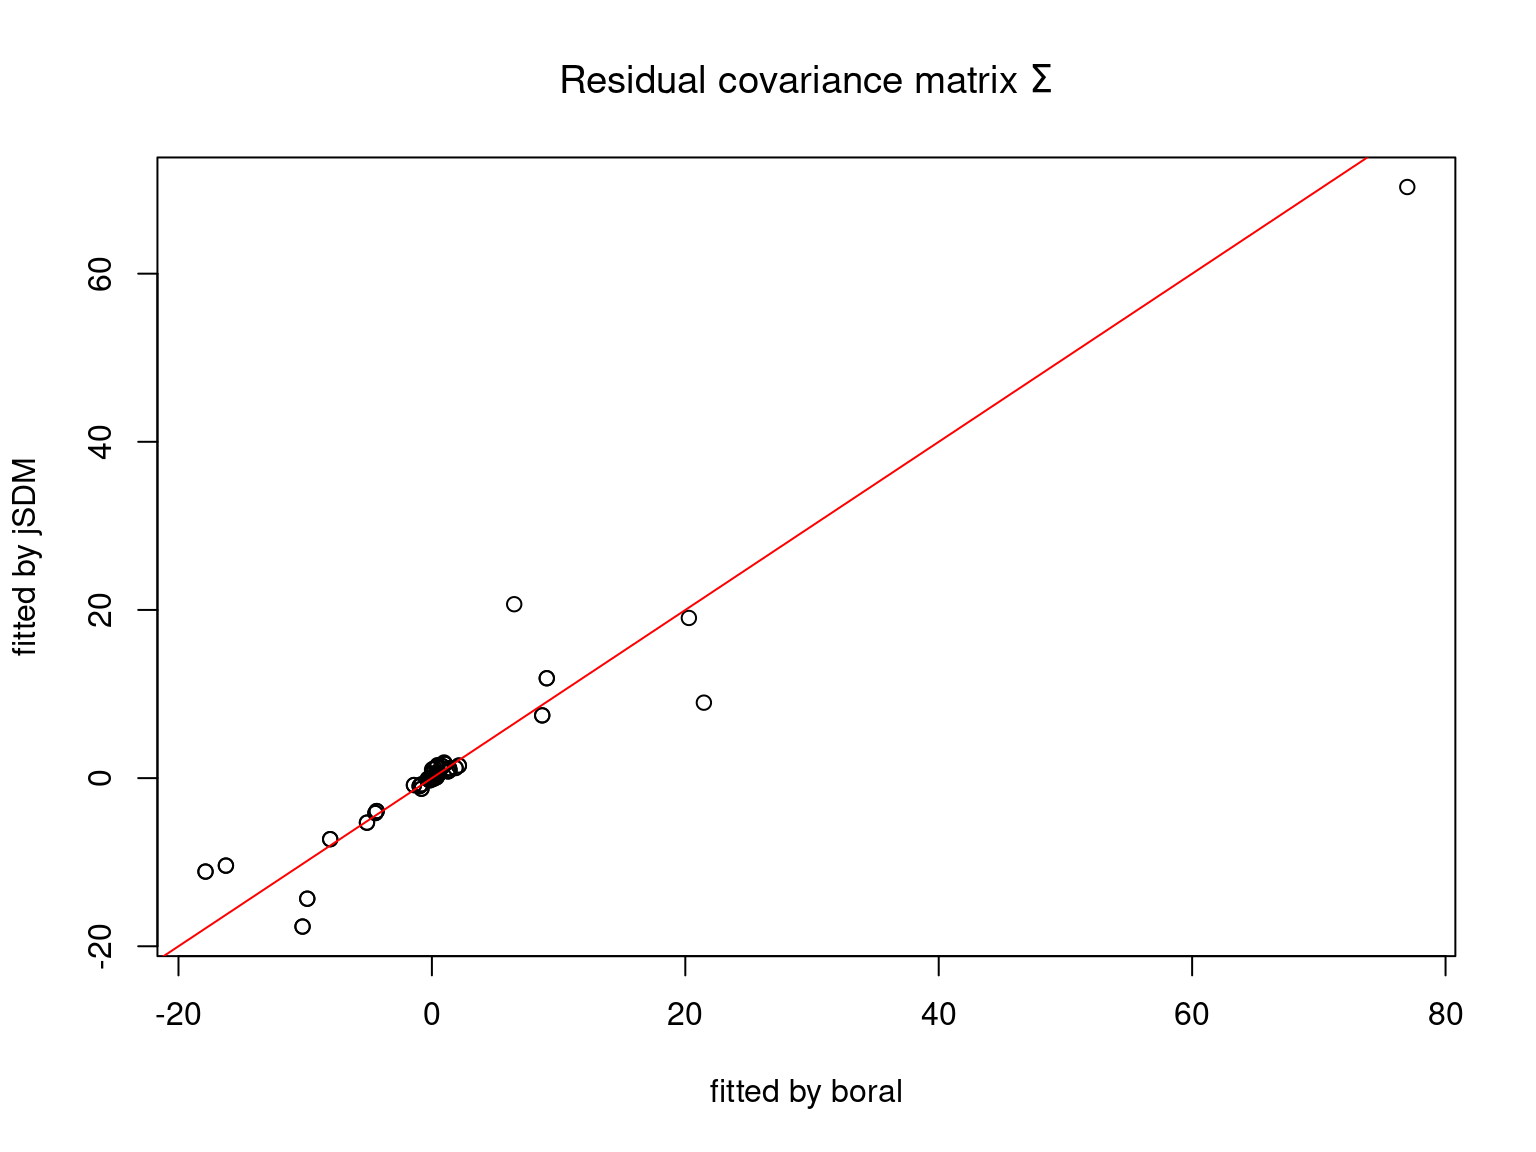 Residual covariance matrix Σ
fitted by jSDM
60
40
20
0
-20
-20 0 20 40 60 80
fitted by boral